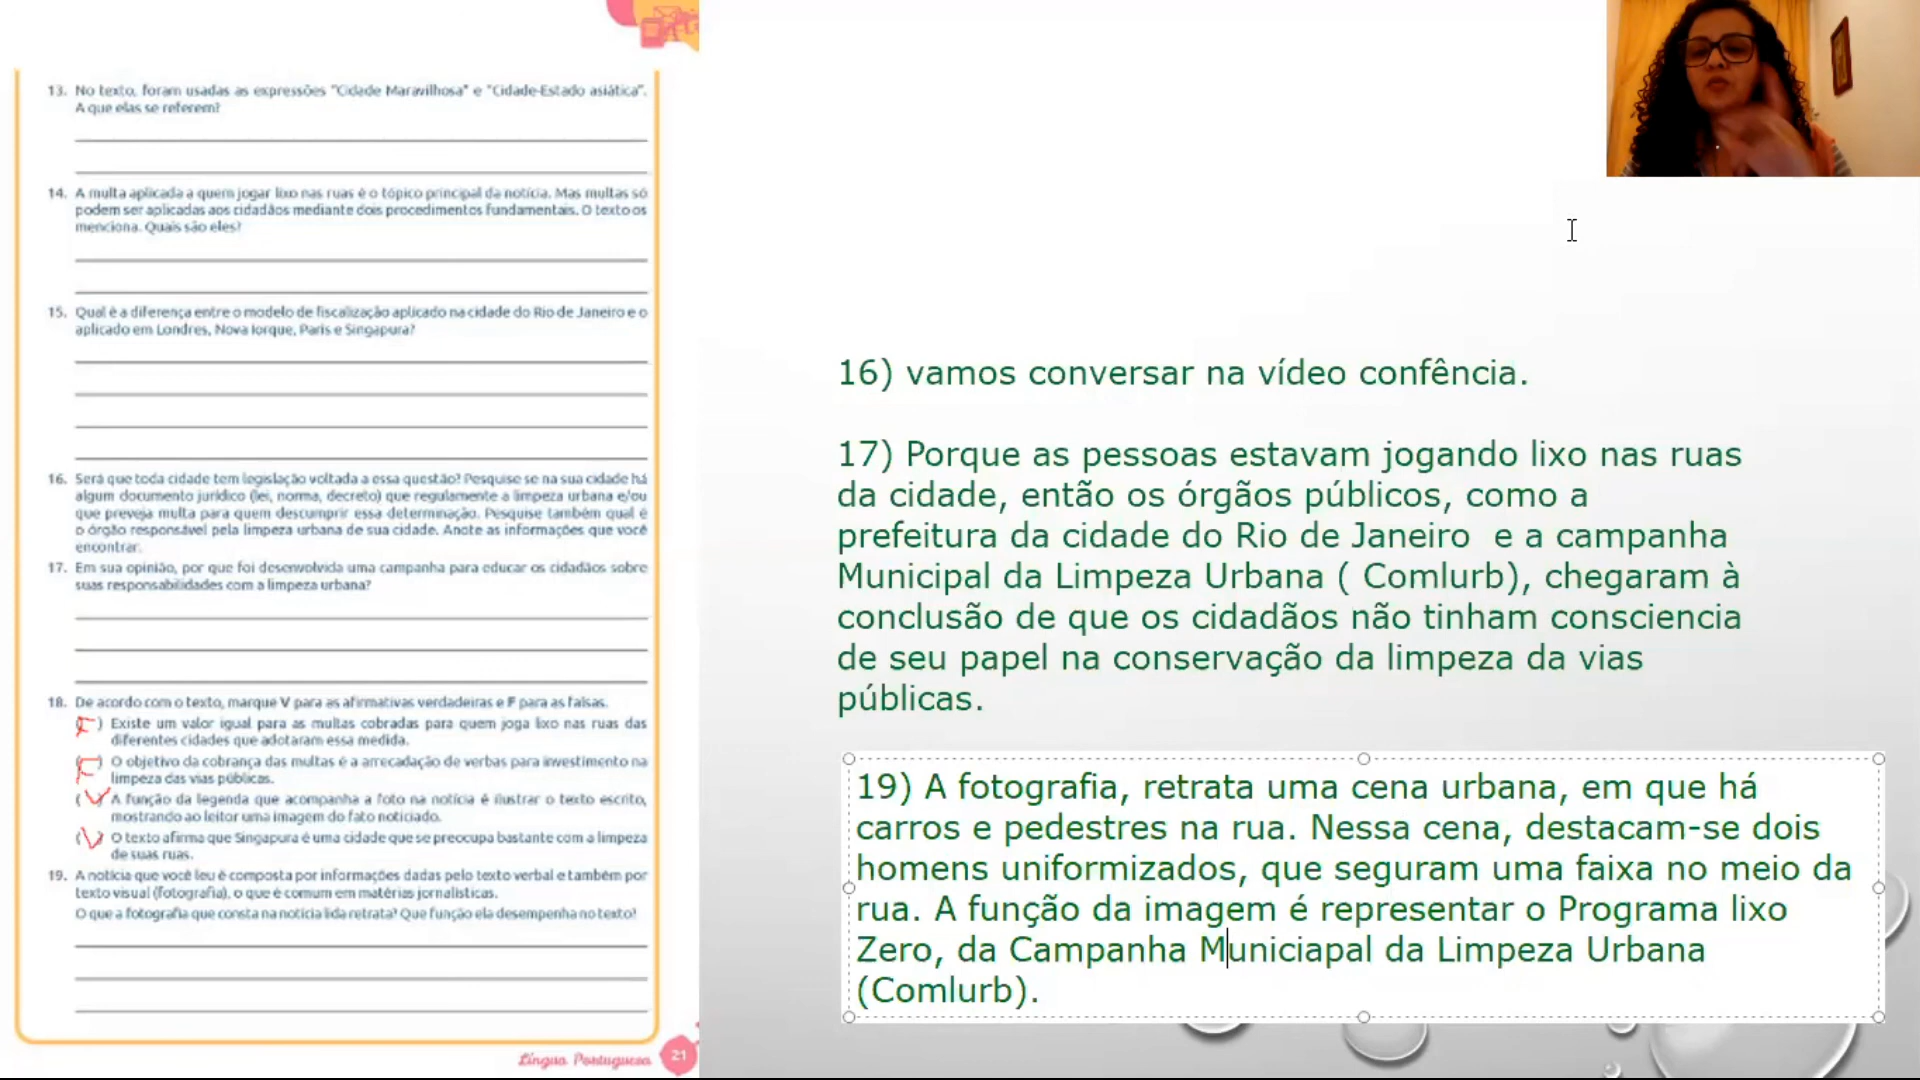 13. No texto, foram usadas as expressões "Cidade Maravilhosa" e "Cidade-Estado asiática".
A que elas se referem?
14. A multa aplicada a quem jogar lixo nas ruas é o tópico principal da notícia. Mas multas só
podem ser aplicadas aos cidadãos mediante dois procedimentos fundamentais. O texto os
menciona. Quais são eles?
15. Qual é a diferença entre o modelo de fiscalização aplicado na cidade do Rio de Janeiro e o
aplicado em Londres, Nova Iorque, Paris e Singapura?
16. Será que toda cidade tem legislação voltada a essa questão? Pesquise se na sua cidade há
algum documento jurídico (lei, norma, decreto) que regulamente a limpeza urbana e/ou
que preveja multa para quem descumprir essa determinação. Pesquise também qual é
o órgão responsável pela limpeza urbana de sua cidade. Anote as informações que você
encontrar.
17. Em sua opinião, por que foi desenvolvida uma campanha para educar os cidadãos sobre
suas responsabilidades com a limpeza urbana?
18. De acordo com o texto, marque V para as afirmativas verdadeiras e F para as falsas.
(F) Existe um valor igual para as multas cobradas para quem joga lixo nas ruas das
diferentes cidades que adotaram essa medida.
(F) O objetivo da cobrança das multas é a arrecadação de verbas para investimento na
limpeza das vias públicas.
(V) A função da legenda que acompanha a foto na notícia é ilustrar o texto escrito,
mostrando ao leitor uma imagem do fato noticiado.
(V) O texto afirma que Singapura é uma cidade que se preocupa bastante com a limpeza
de suas ruas.
19. A notícia que você leu é composta por informações dadas pelo texto verbal e também por
texto visual (fotografia), o que é comum em matérias jornalísticas.
O que a fotografia que consta na notícia lida retrata? Que função ela desempenha no texto?
Língua Portuguesa 21
16) vamos conversar na vídeo confência.
17) Porque as pessoas estavam jogando lixo nas ruas
da cidade, então os órgãos públicos, como a
prefeitura da cidade do Rio de Janeiro e a campanha
Municipal da Limpeza Urbana ( Comlurb), chegaram à
conclusão de que os cidadãos não tinham consciencia
de seu papel na conservação da limpeza da vias
públicas.
19) A fotografia, retrata uma cena urbana, em que há
carros e pedestres na rua. Nessa cena, destacam-se dois
homens uniformizados, que seguram uma faixa no meio da
rua. A função da imagem é representar o Programa lixo
Zero, da Campanha Municiapal da Limpeza Urbana
(Comlurb).